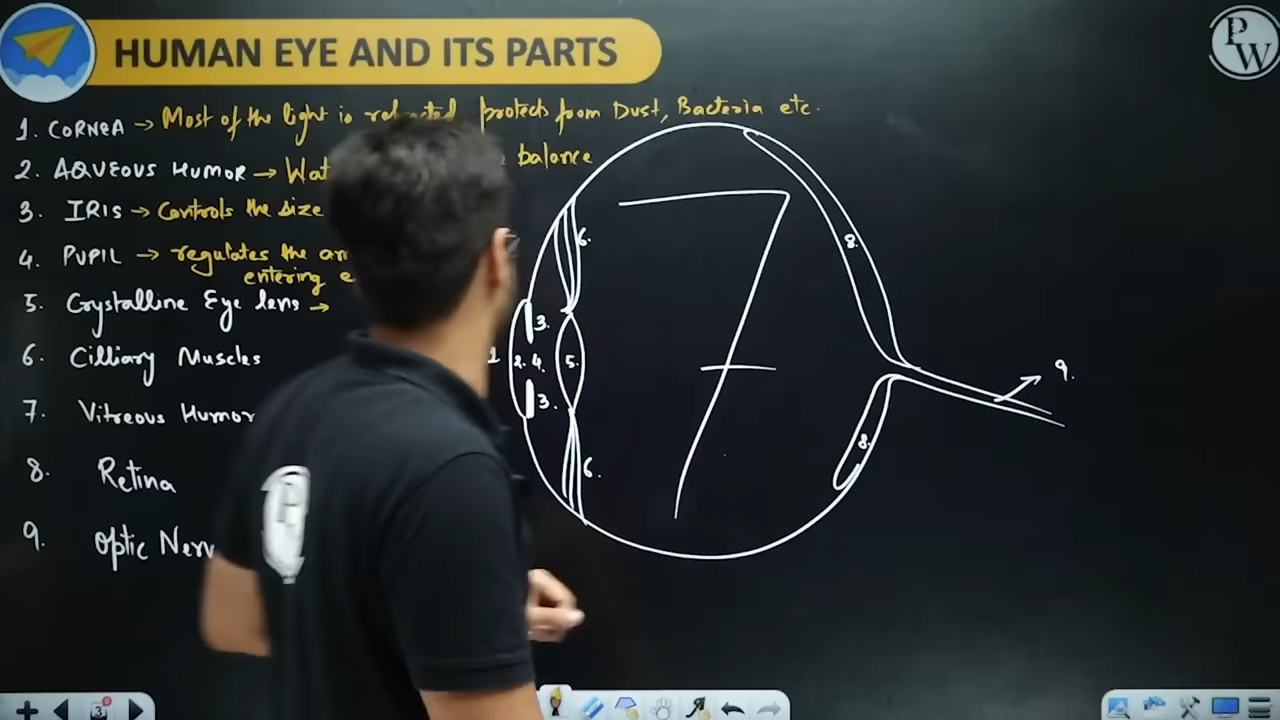 HUMAN EYE AND ITS PARTS
PW
1. CORNEA → Most of the light is refracted protects from Dust, Bacteria etc.
2. AQUEOUS HUMOR → balance
3. IRIS → Controls the size
4. PUPIL → regulates the
entering
5. Crystalline Eye lens →
6. Cilliary Muscles
7. Vitreous Humor
8. Retina
9. Optic
6.
8.
3.
1 2. 4. 5.
9.
3.
8.
6.
7
3